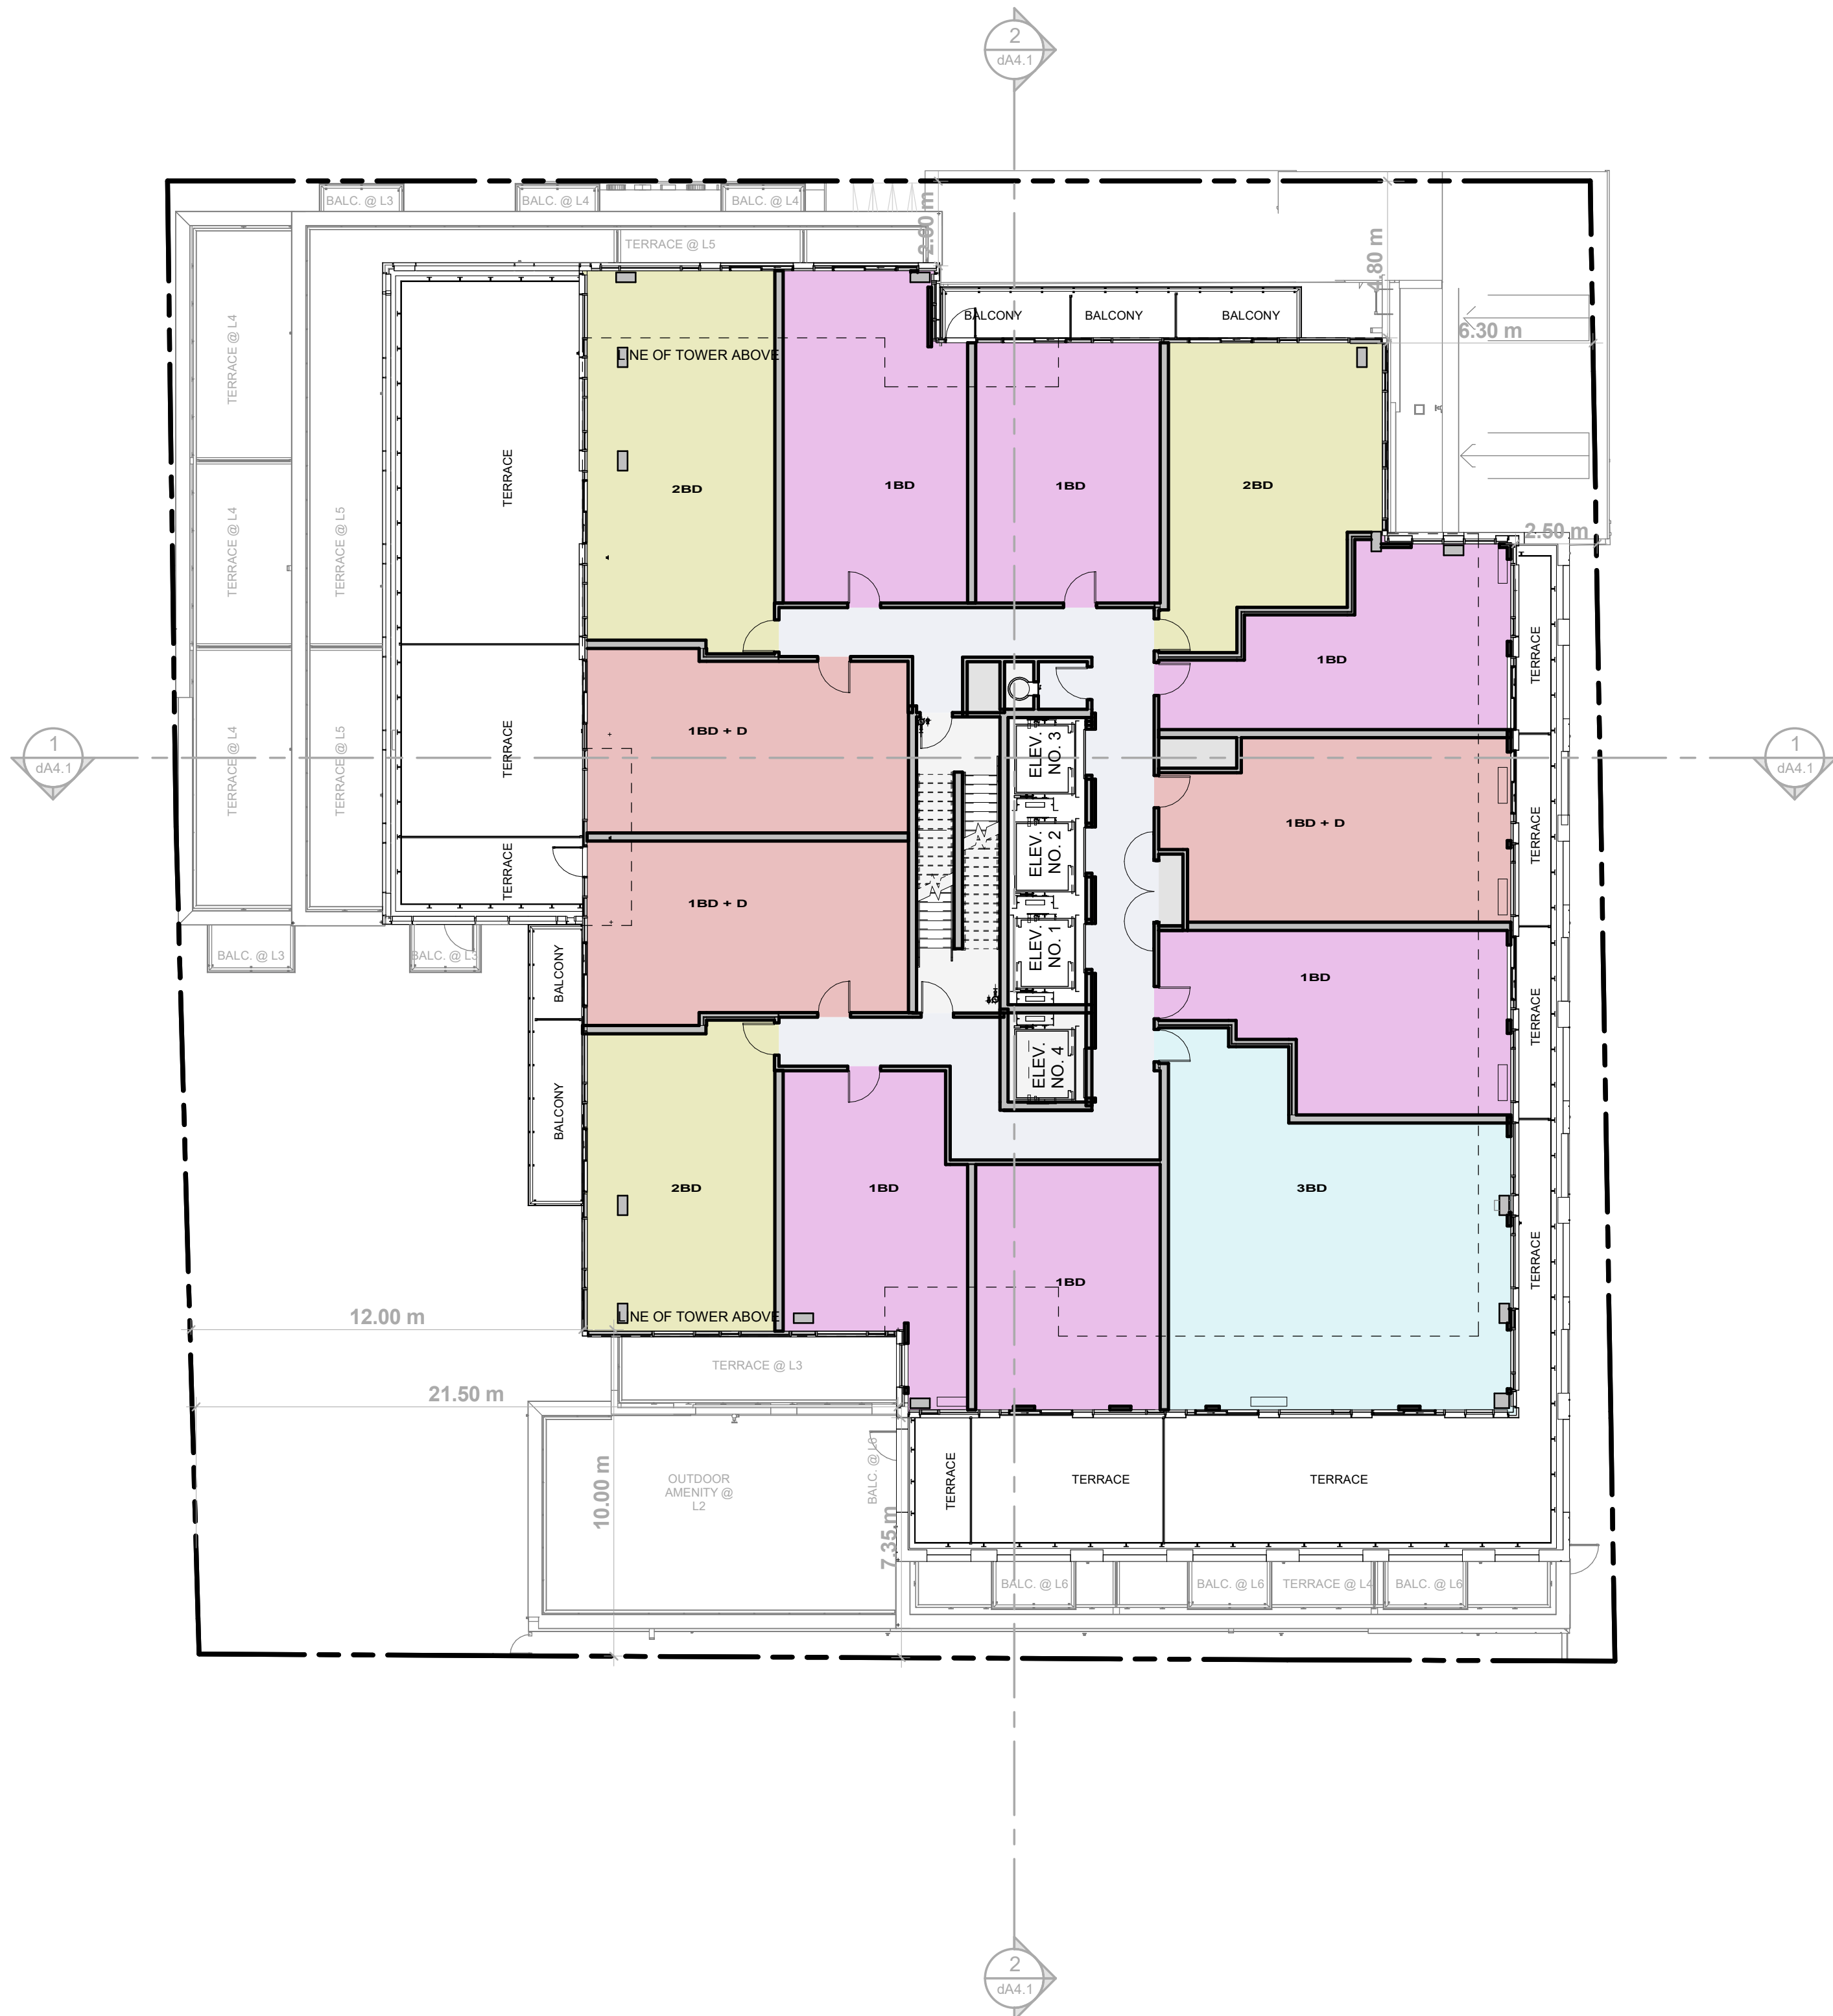 2
dA4.1
BALC. @ L3
BALC. @ L4
BALC. @ L4
2.80 m
TERRACE @ L5
4.80 m
BALCONY
BALCONY
BALCONY
6.30 m
TERRACE @ L4
LINE OF TOWER ABOVE
TERRACE
2BD
1BD
1BD
2BD
2.50 m
TERRACE @ L4
TERRACE @ L5
1BD
TERRACE
1
dA4.1
TERRACE @ L4
TERRACE @ L5
TERRACE
1BD + D
ELEV.
NO. 3
1
dA4.1
ELEV.
NO. 2
1BD + D
TERRACE
TERRACE
1BD + D
ELEV.
NO. 1
BALC. @ L3
BALC. @ L3
BALCONY
1BD
TERRACE
ELEV.
NO. 4
BALCONY
2BD
1BD
3BD
1BD
TERRACE
12.00 m
LINE OF TOWER ABOVE
TERRACE @ L3
21.50 m
10.00 m
OUTDOOR
AMENITY @
L2
BALC. @ L6
TERRACE
TERRACE
TERRACE
7.35 m
BALC. @ L6
BALC. @ L6
TERRACE @ L4
BALC. @ L6
2
dA4.1